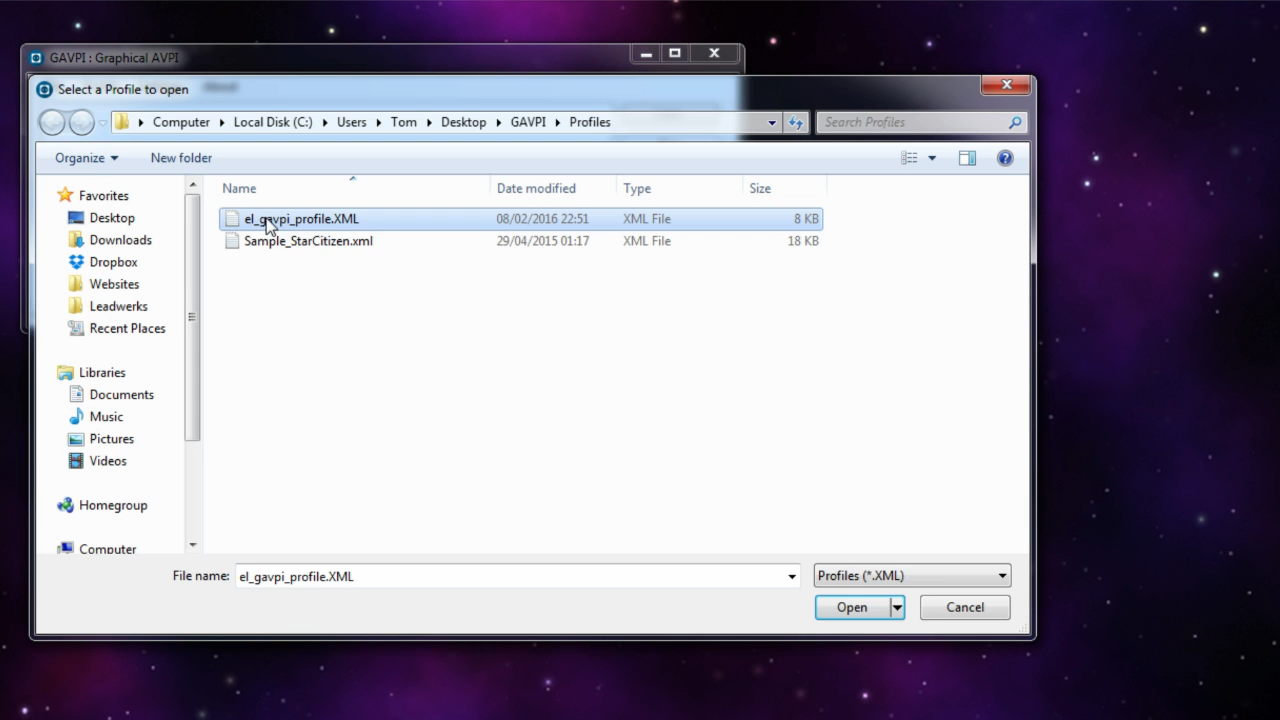 GAVPI : Graphical AVPI
Select a Profile to open
Computer Local Disk (C:) Users Tom Desktop GAVPI Profiles Search Profiles
Organize New folder
Name Date modified Type Size
Favorites
Desktop
Downloads
Dropbox
Websites
Leadwerks
Recent Places
Libraries
Documents
Music
Pictures
Videos
Homegroup
Computer
el_gavpi_profile.XML 08/02/2016 22:51 XML File 8 KB
Sample_StarCitizen.xml 29/04/2015 01:17 XML File 18 KB
File name: el_gavpi_profile.XML Profiles (*.XML)
Open Cancel